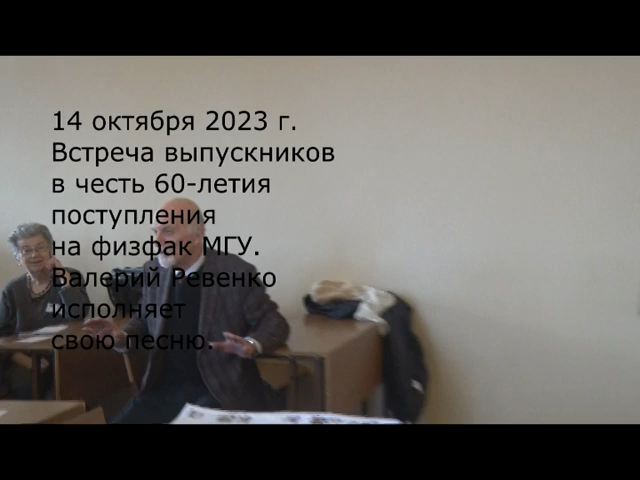 14 октября 2023 г.
Встреча выпускников
в честь 60-летия
поступления
на физфак МГУ.
Валерий Ревенко
исполняет
свою песню.